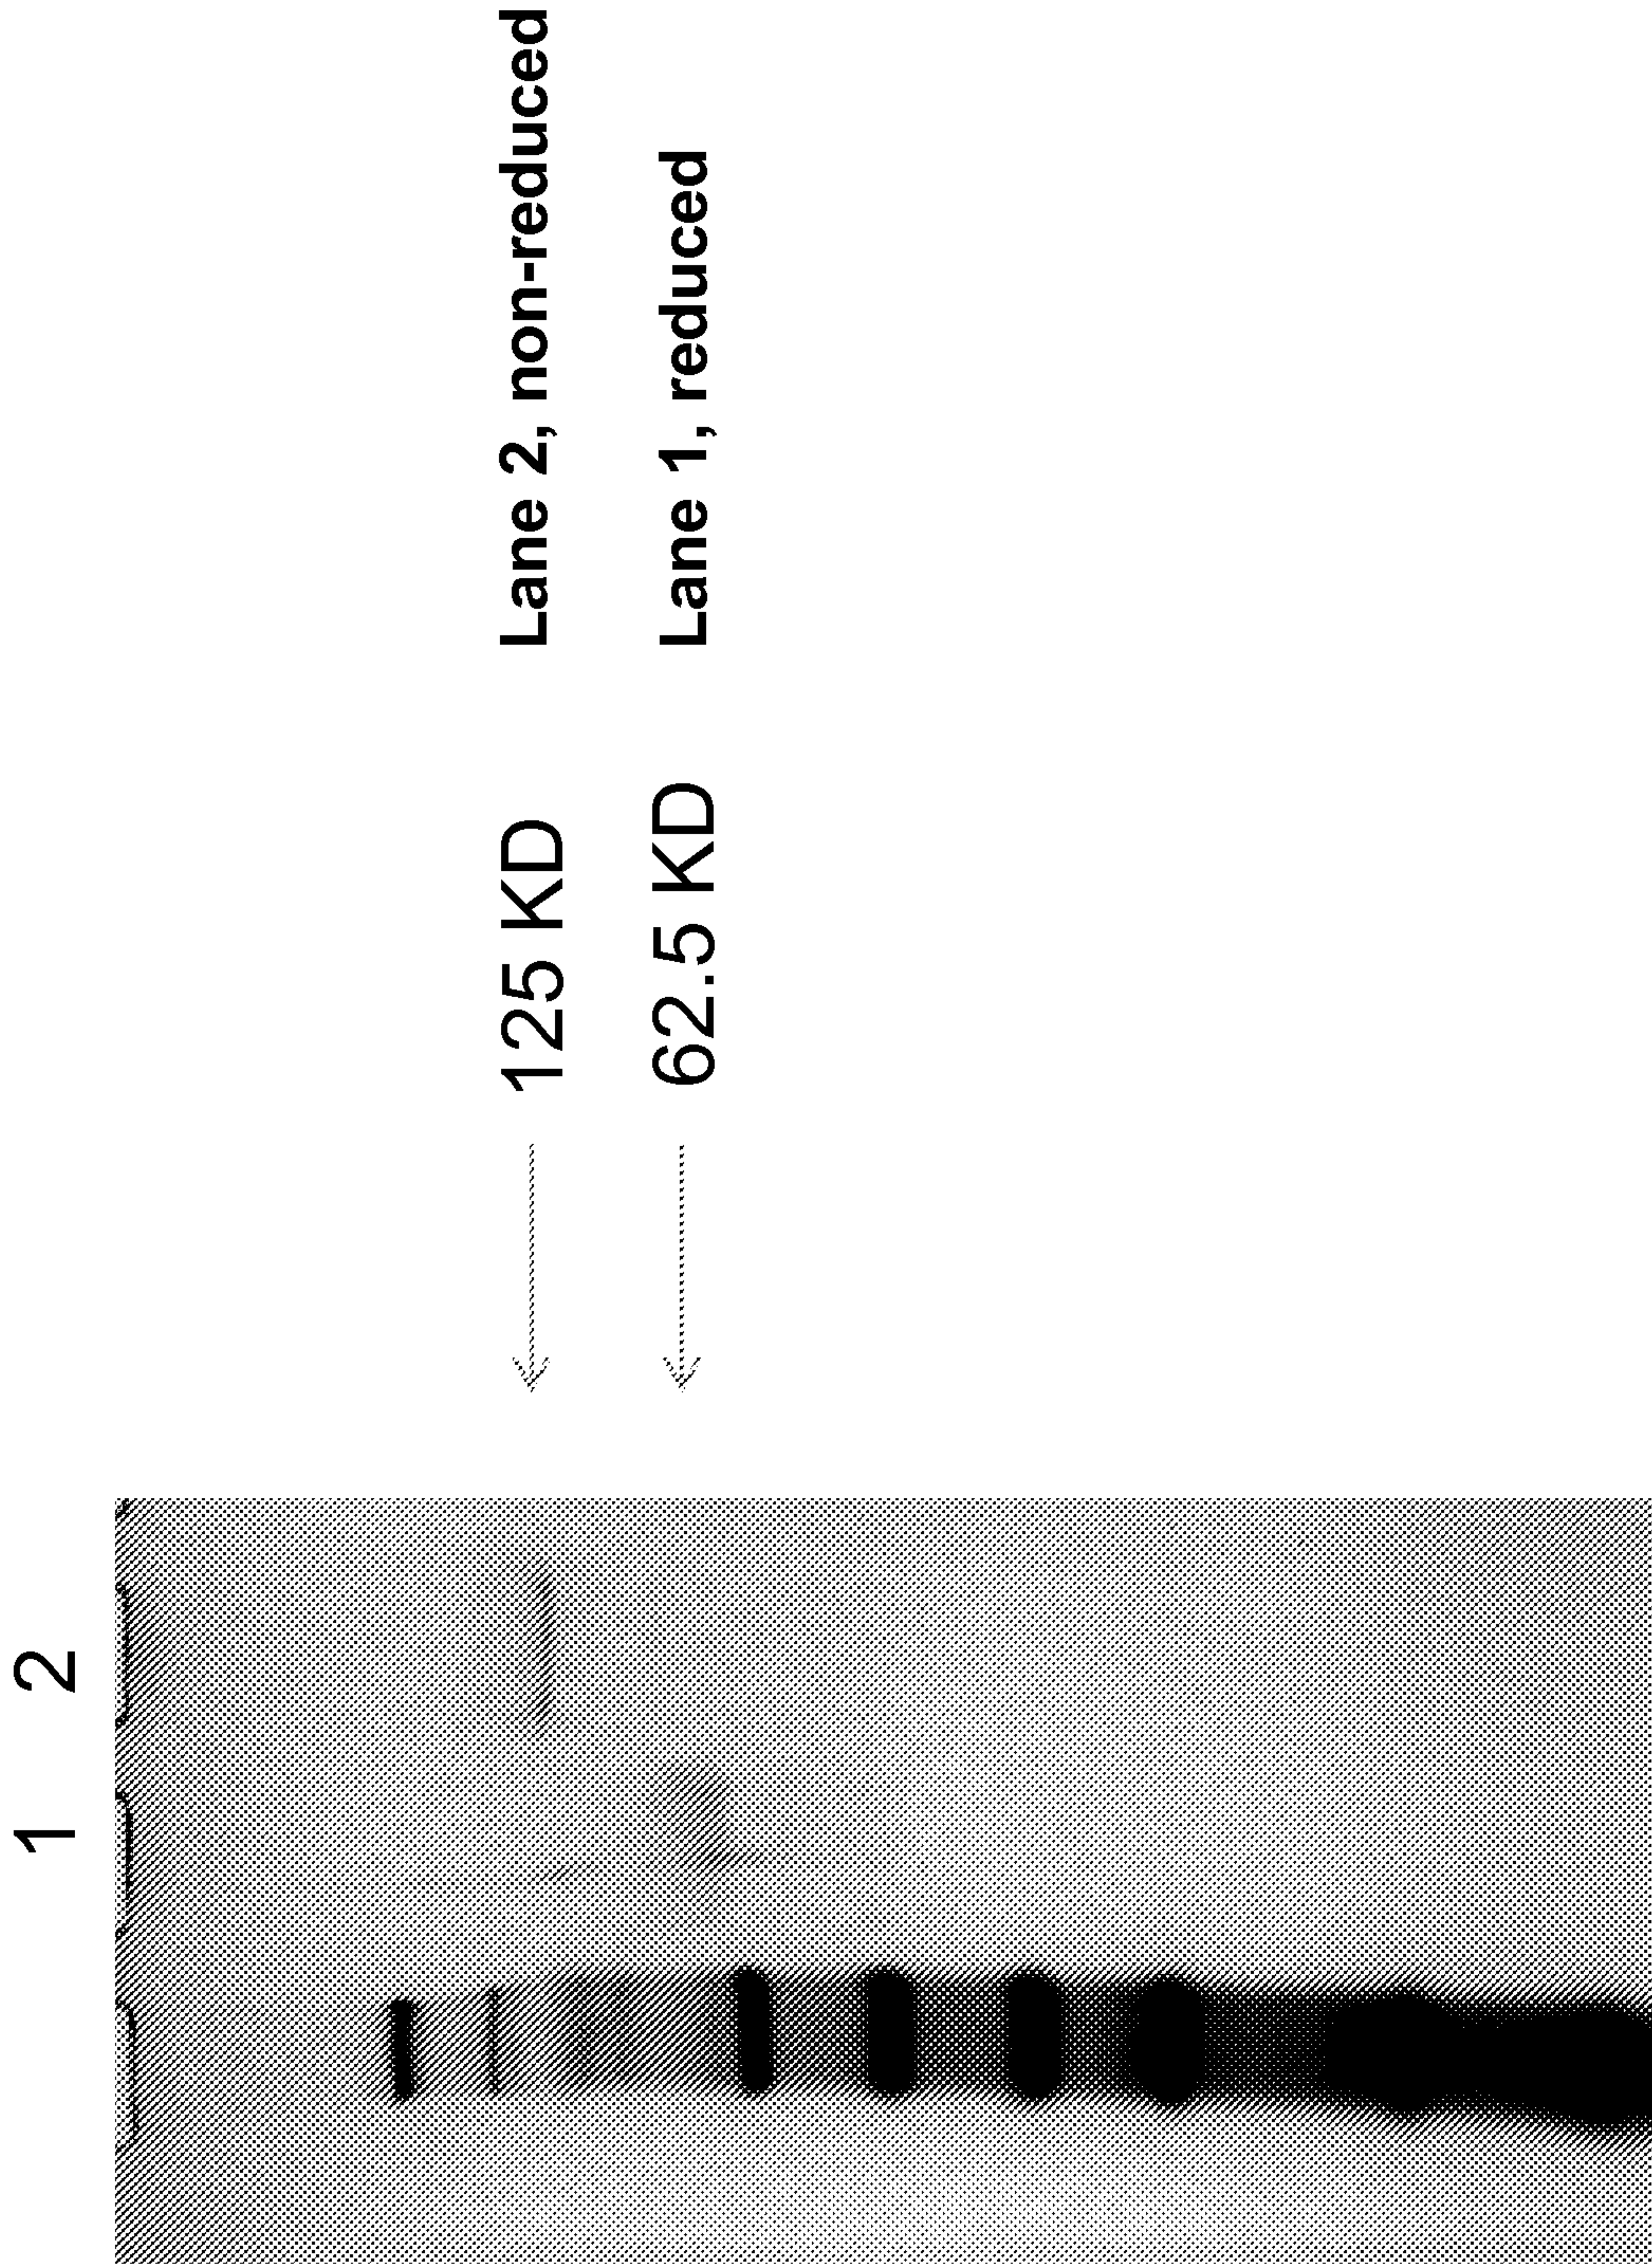 1 2
125 KD Lane 2, non-reduced
62.5 KD Lane 1, reduced